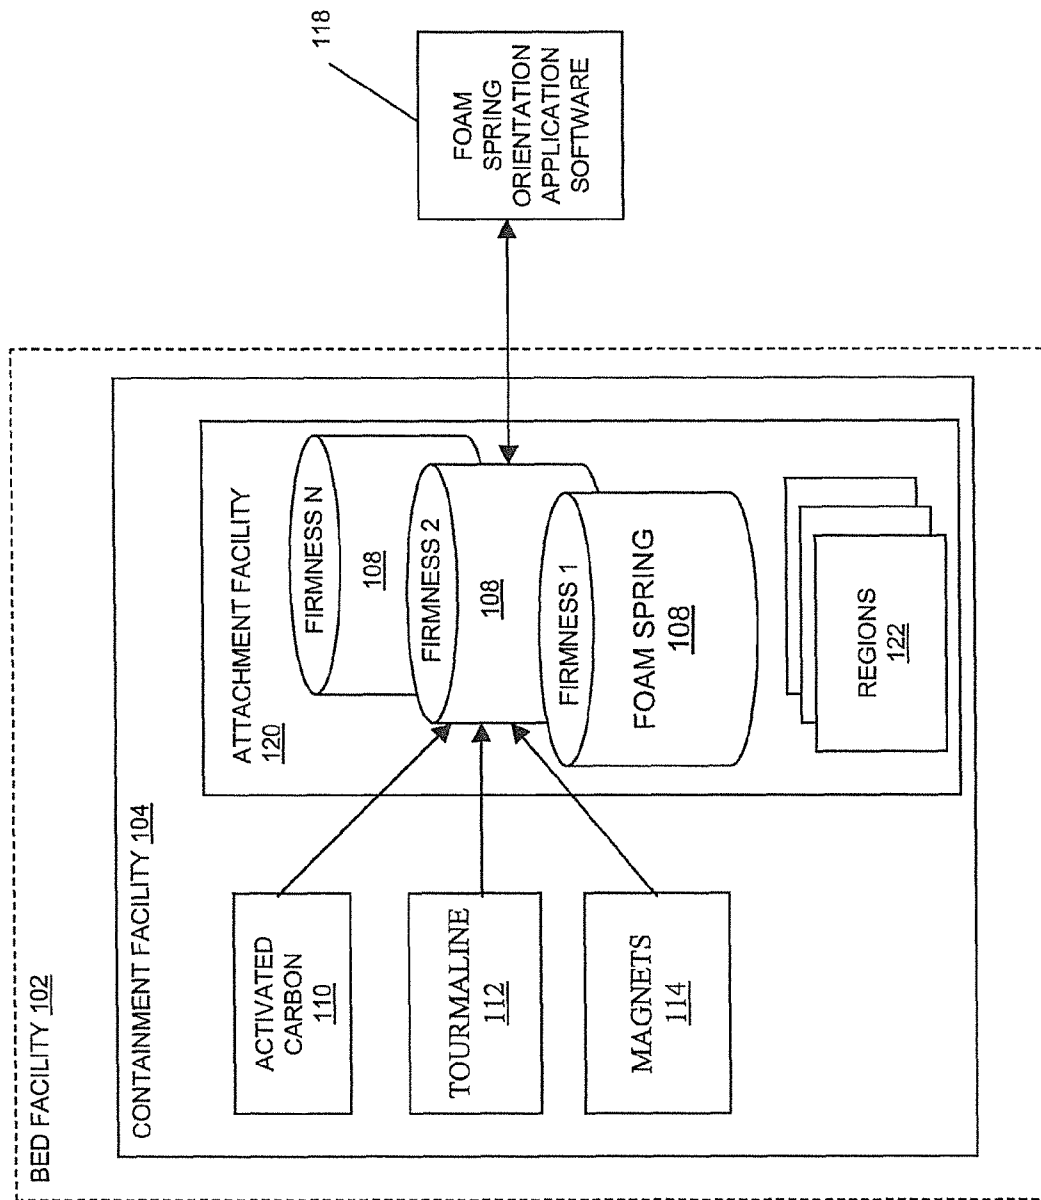 BED FACILITY 102
CONTAINMENT FACILITY 104
ACTIVATED
CARBON
110
TOURMALINE
112
MAGNETS
114
ATTACHMENT FACILITY
120
FIRMNESS N
108
FIRMNESS 2
108
FIRMNESS 1
FOAM SPRING
108
REGIONS
122
118
FOAM
SPRING
ORIENTATION
APPLICATION
SOFTWARE